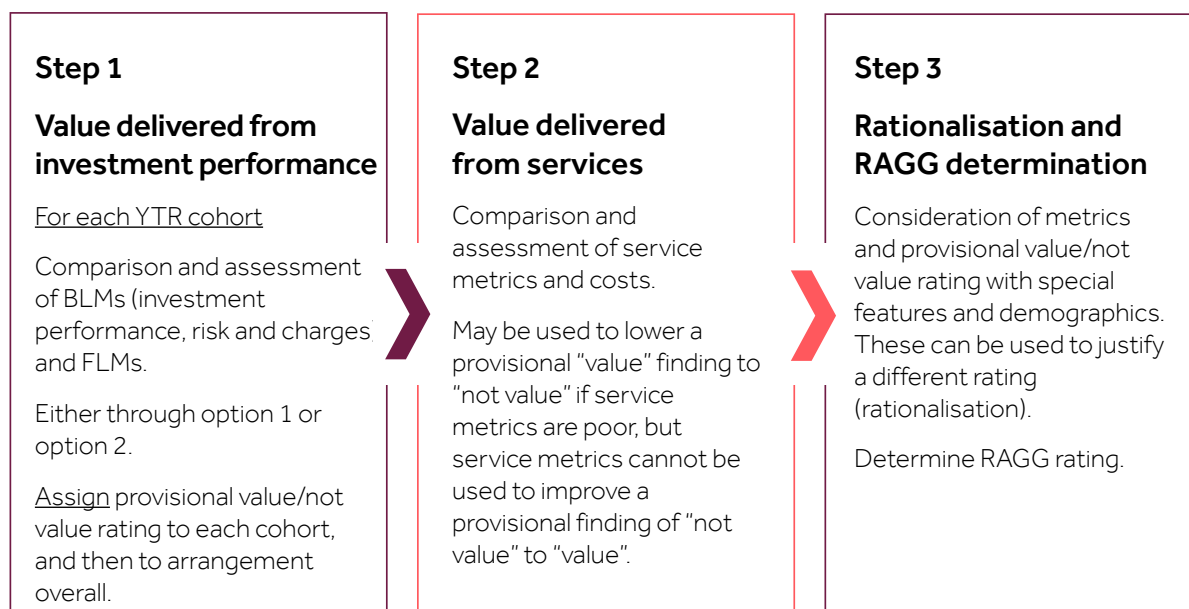 Step 1
Value delivered from
investment performance
For each YTR cohort
Comparison and assessment
of BLMs (investment
performance, risk and charges
and FLMs.
Either through option 1 or
option 2.
Assign provisional value/not
value rating to each cohort,
and then to arrangement
overall.
Step 2
Value delivered
from services
Comparison and
assessment of service
metrics and costs.
May be used to lower a
provisional “value” finding to
“not value” if service
metrics are poor, but
service metrics cannot be
used to improve a
provisional finding of “not
value” to “value”.
Step 3
Rationalisation and
RAGG determination
Consideration of metrics
and provisional value/not
value rating with special
features and demographics.
These can be used to justify
a different rating
(rationalisation).
Determine RAGG rating.